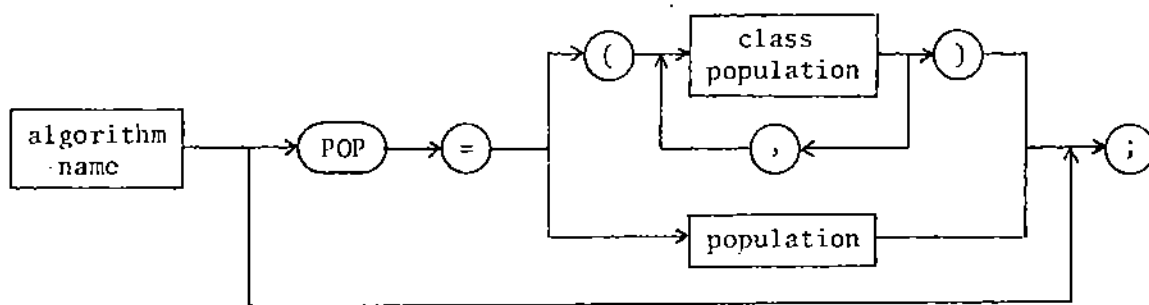 class
population
(
)
algorithm
name
POP
=
,
;
population